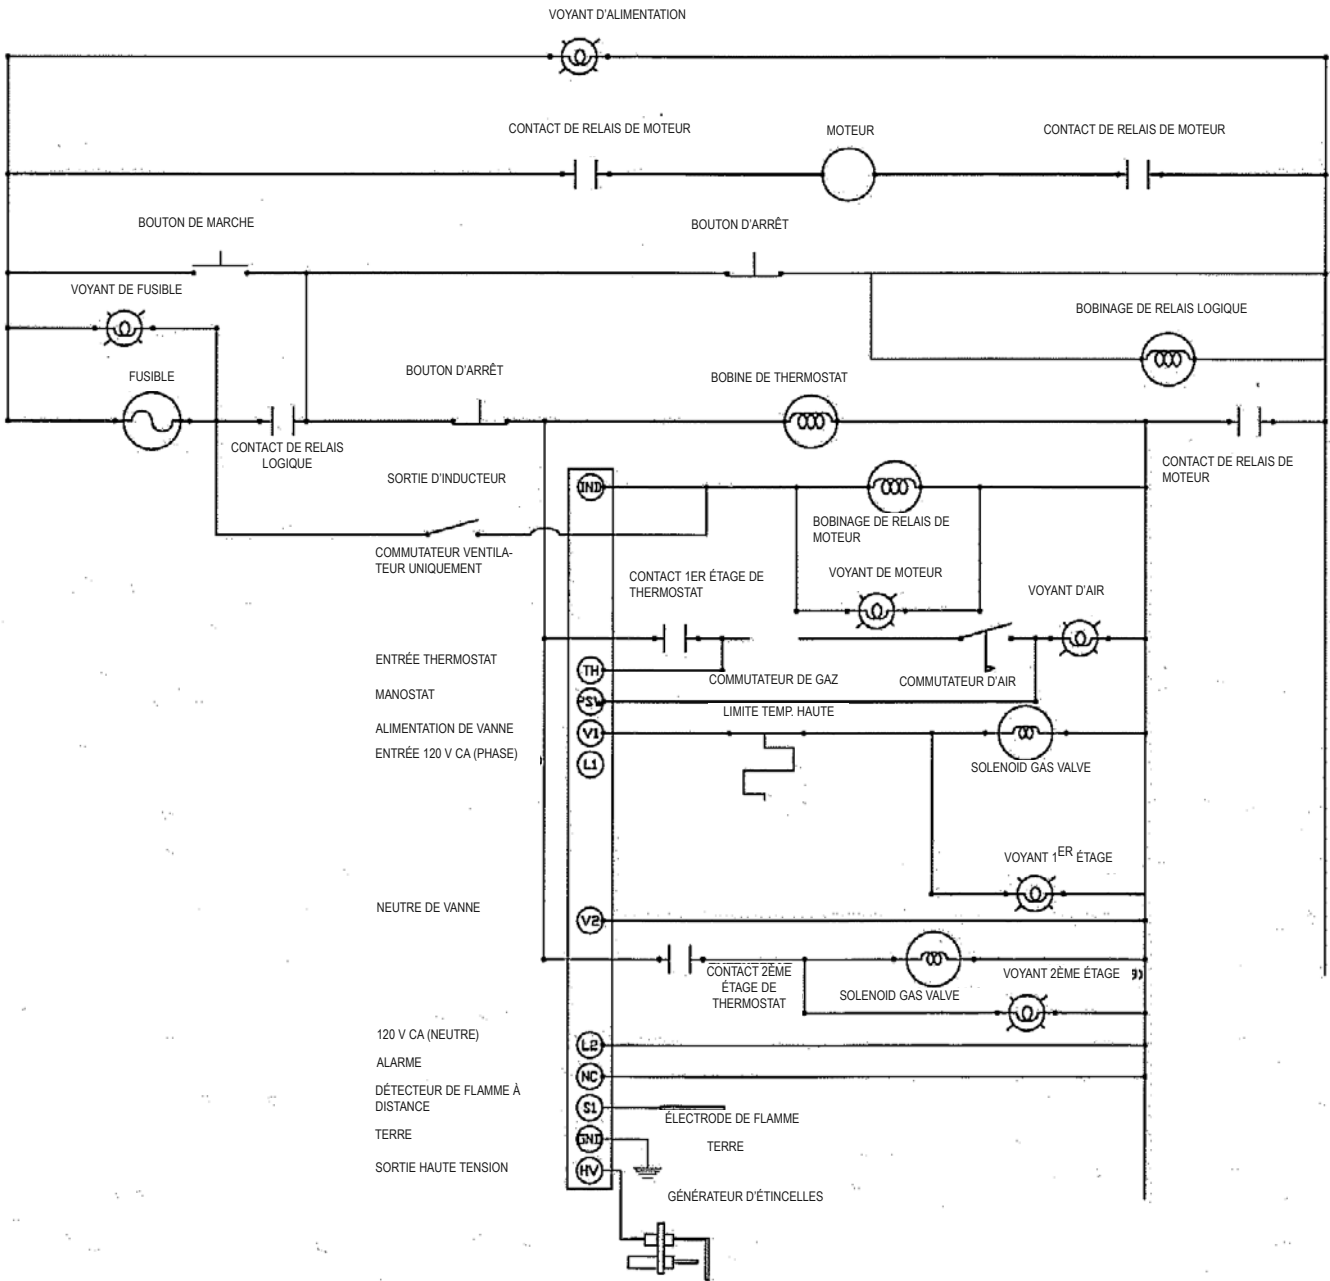 VOYANT D'ALIMENTATION
CONTACT DE RELAIS DE MOTEUR
MOTEUR
CONTACT DE RELAIS DE MOTEUR
BOUTON DE MARCHE
BOUTON D'ARRÊT
VOYANT DE FUSIBLE
BOBINAGE DE RELAIS LOGIQUE
FUSIBLE
BOUTON D'ARRÊT
BOBINE DE THERMOSTAT
CONTACT DE RELAIS
LOGIQUE
CONTACT DE RELAIS DE
MOTEUR
SORTIE D'INDUCTEUR
IND
BOBINAGE DE RELAIS DE
MOTEUR
COMMUTATEUR VENTILA-
TEUR UNIQUEMENT
CONTACT 1ER ÉTAGE DE
THERMOSTAT
VOYANT DE MOTEUR
VOYANT D'AIR
ENTRÉE THERMOSTAT
TH
COMMUTATEUR DE GAZ
COMMUTATEUR D'AIR
MANOSTAT
PSW
LIMITE TEMP. HAUTE
ALIMENTATION DE VANNE
V1
ENTRÉE 120 V CA (PHASE)
L1
SOLENOID GAS VALVE
VOYANT 1ER ÉTAGE
NEUTRE DE VANNE
V2
CONTACT 2ÈME
ÉTAGE DE
THERMOSTAT
SOLENOID GAS VALVE
VOYANT 2ÈME ÉTAGE
120 V CA (NEUTRE)
L2
ALARME
NC
DÉTECTEUR DE FLAMME À
DISTANCE
S1
ÉLECTRODE DE FLAMME
TERRE
GND
TERRE
SORTIE HAUTE TENSION
HV
GÉNÉRATEUR D'ÉTINCELLES